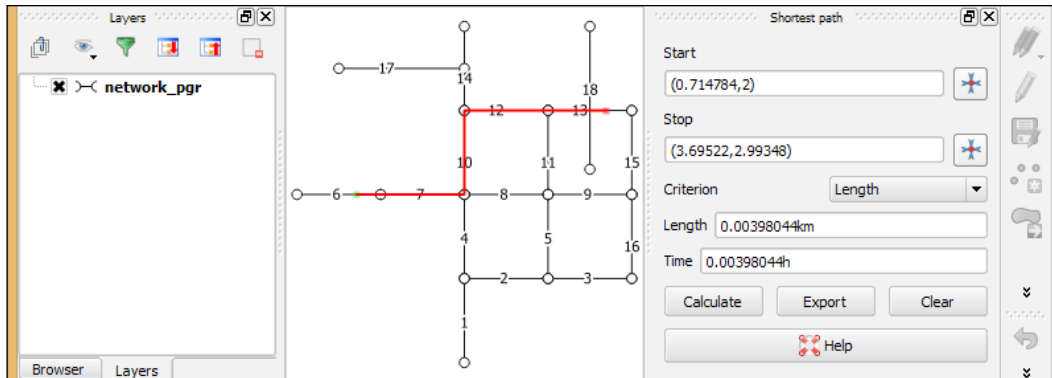 Layers
network_pgr
Browser
Layers
17
14
18
12
13
10
11
15
6
7
8
9
4
5
16
2
3
1
Shortest path
Start
(0.714784,2)
Stop
(3.69522,2.99348)
Criterion
Length
Length
0.00398044km
Time
0.00398044h
Calculate
Export
Clear
Help